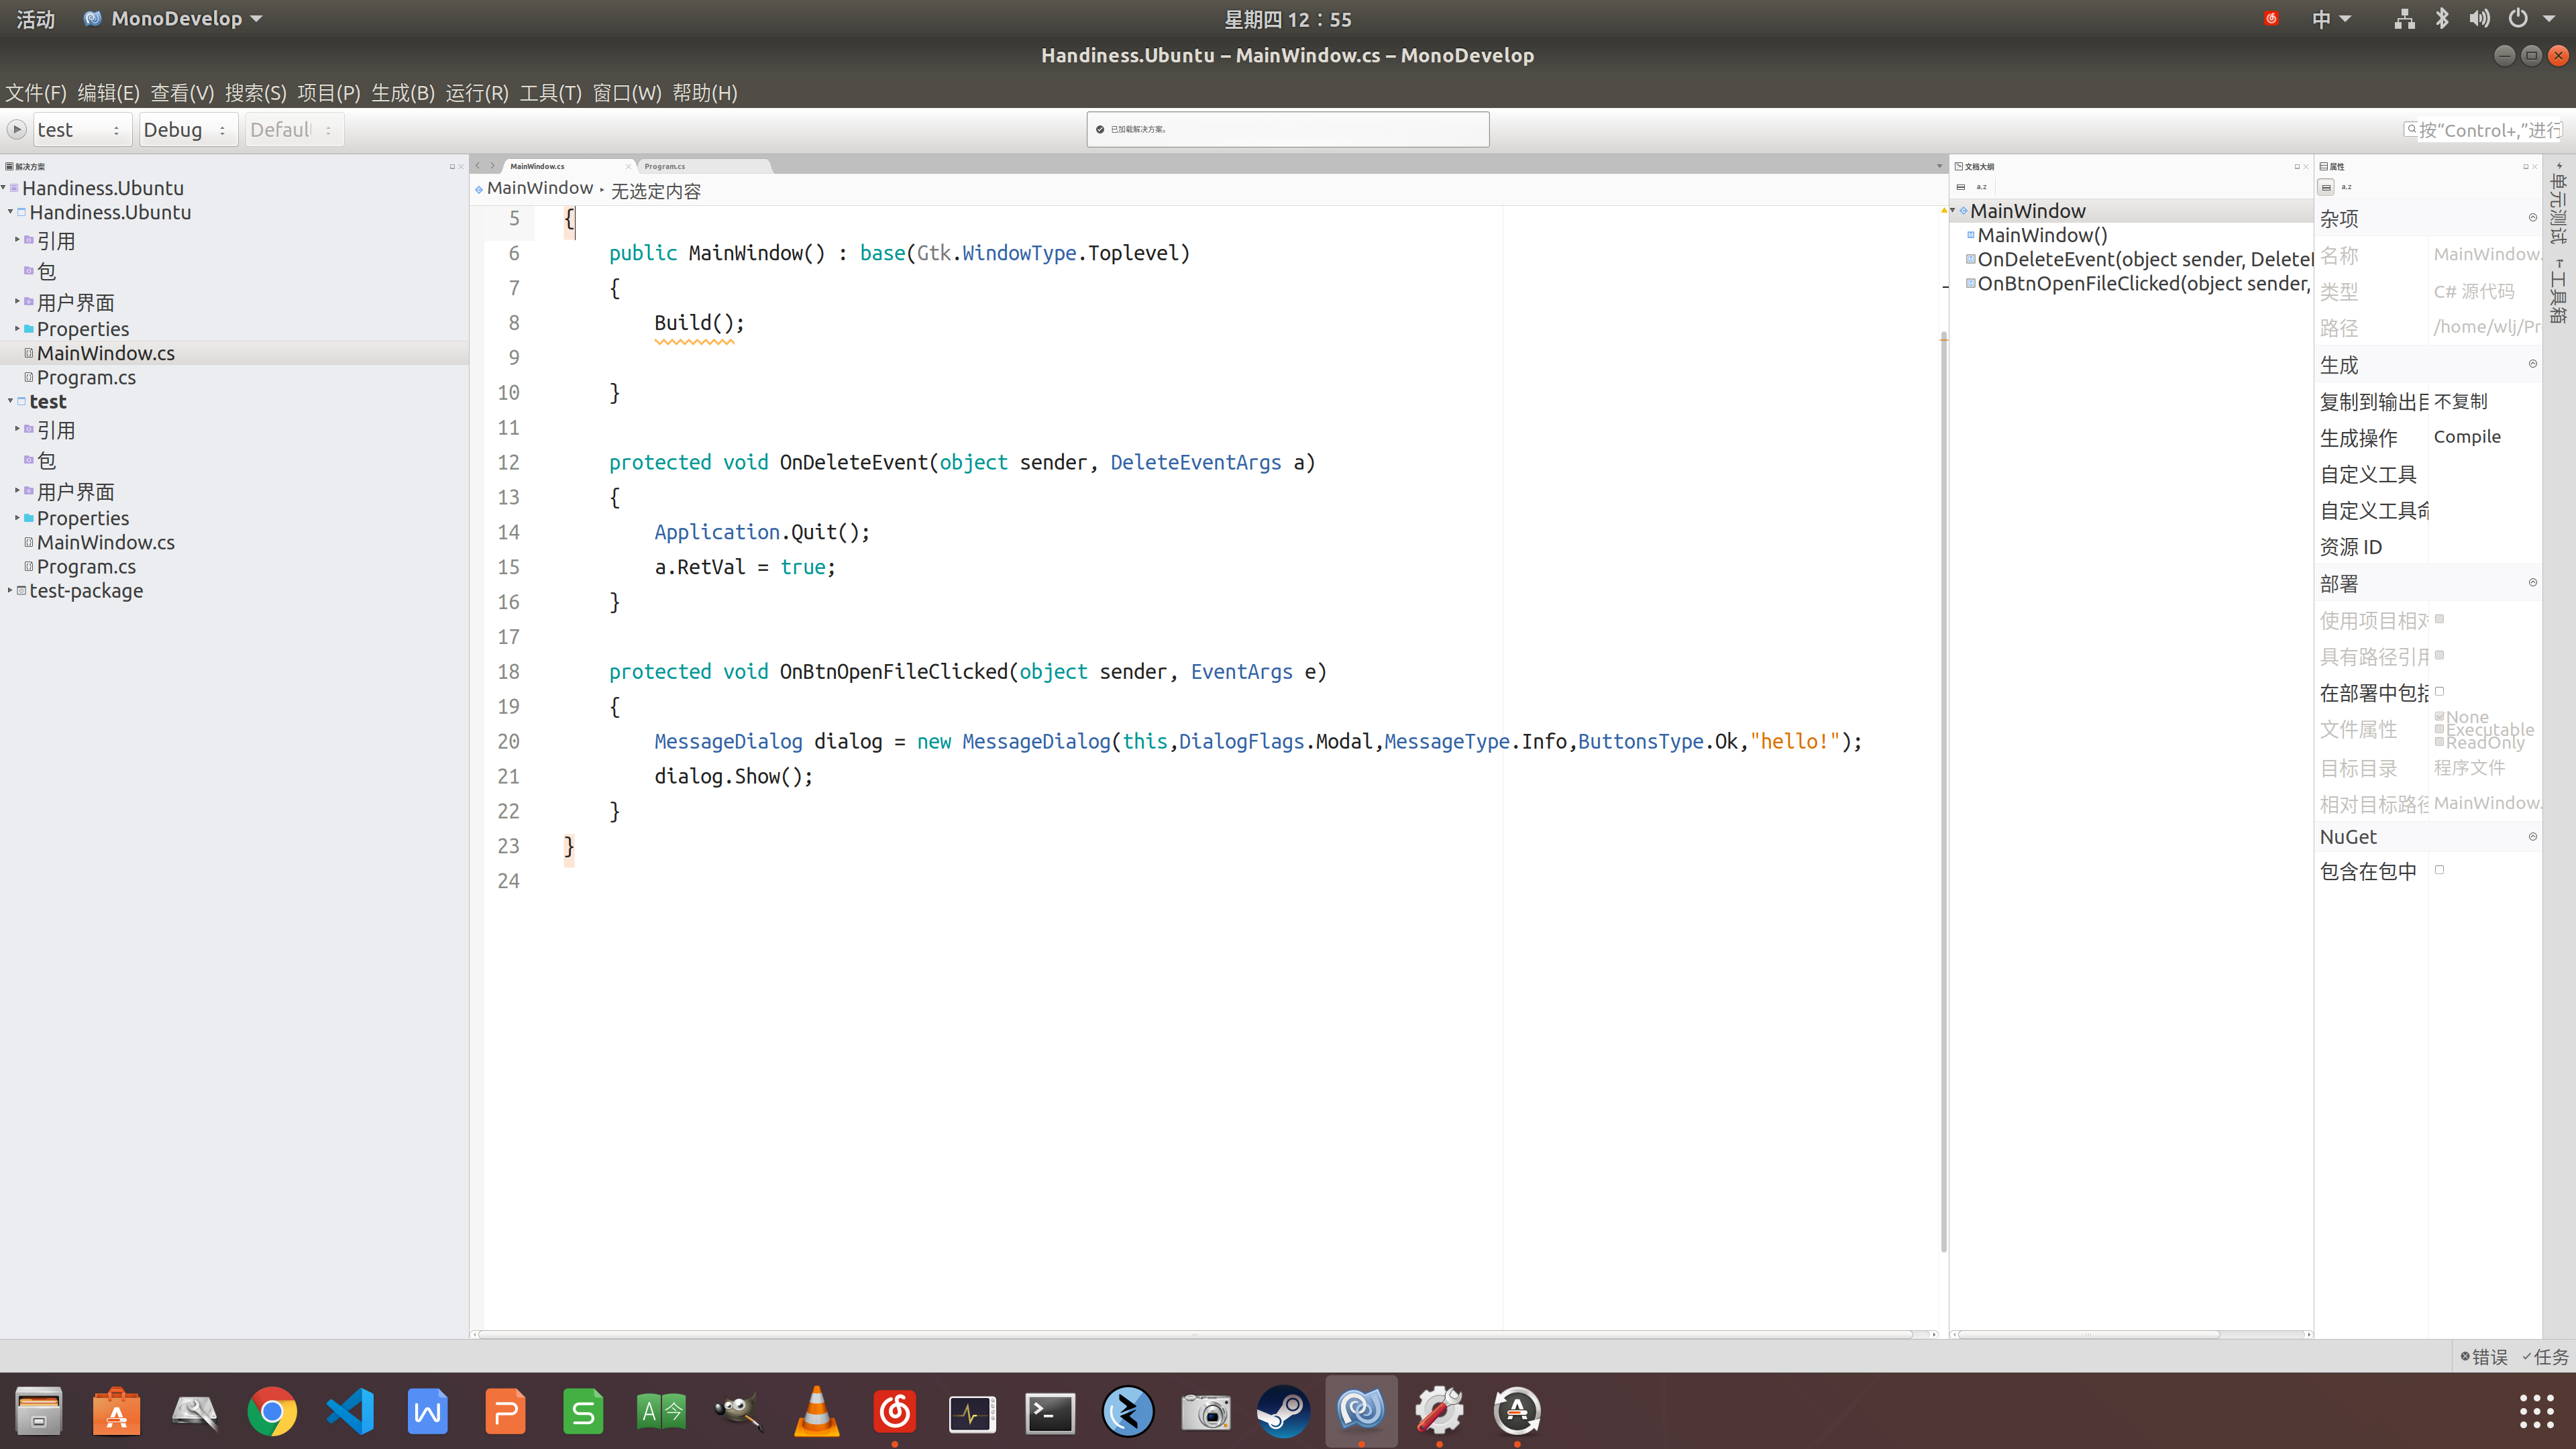 活动 MonoDevelop 星期四 12：55 中
Handiness.Ubuntu – MainWindow.cs – MonoDevelop
文件(F) 编辑(E) 查看(V) 搜索(S) 项目(P) 生成(B) 运行(R) 工具(T) 窗口(W) 帮助(H)
test Debug Defaul 已加载解决方案。 按“Control+,”进行
解决方案
Handiness.Ubuntu
Handiness.Ubuntu
引用
包
用户界面
Properties
MainWindow.cs
Program.cs
test
引用
包
用户界面
Properties
MainWindow.cs
Program.cs
test-package
MainWindow.cs Program.cs
MainWindow 无选定内容
5 {
6 public MainWindow() : base(Gtk.WindowType.Toplevel)
7 {
8 Build();
9
10 }
11
12 protected void OnDeleteEvent(object sender, DeleteEventArgs a)
13 {
14 Application.Quit();
15 a.RetVal = true;
16 }
17
18 protected void OnBtnOpenFileClicked(object sender, EventArgs e)
19 {
20 MessageDialog dialog = new MessageDialog(this,DialogFlags.Modal,MessageType.Info,ButtonsType.Ok,"hello!");
21 dialog.Show();
22 }
23 }
24
文档大纲
a.z
MainWindow
MainWindow()
OnDeleteEvent(object sender, DeleteE
OnBtnOpenFileClicked(object sender,
属性
a.z
杂项
名称 MainWindow.
类型 C# 源代码
路径 /home/wlj/Pr
生成
复制到输出目 不复制
生成操作 Compile
自定义工具
自定义工具命
资源 ID
部署
使用项目相对
具有路径引用
在部署中包括
文件属性 None
Executable
ReadOnly
目标目录 程序文件
相对目标路径 MainWindow.
NuGet
包含在包中
单元测试
工具箱
错误 任务